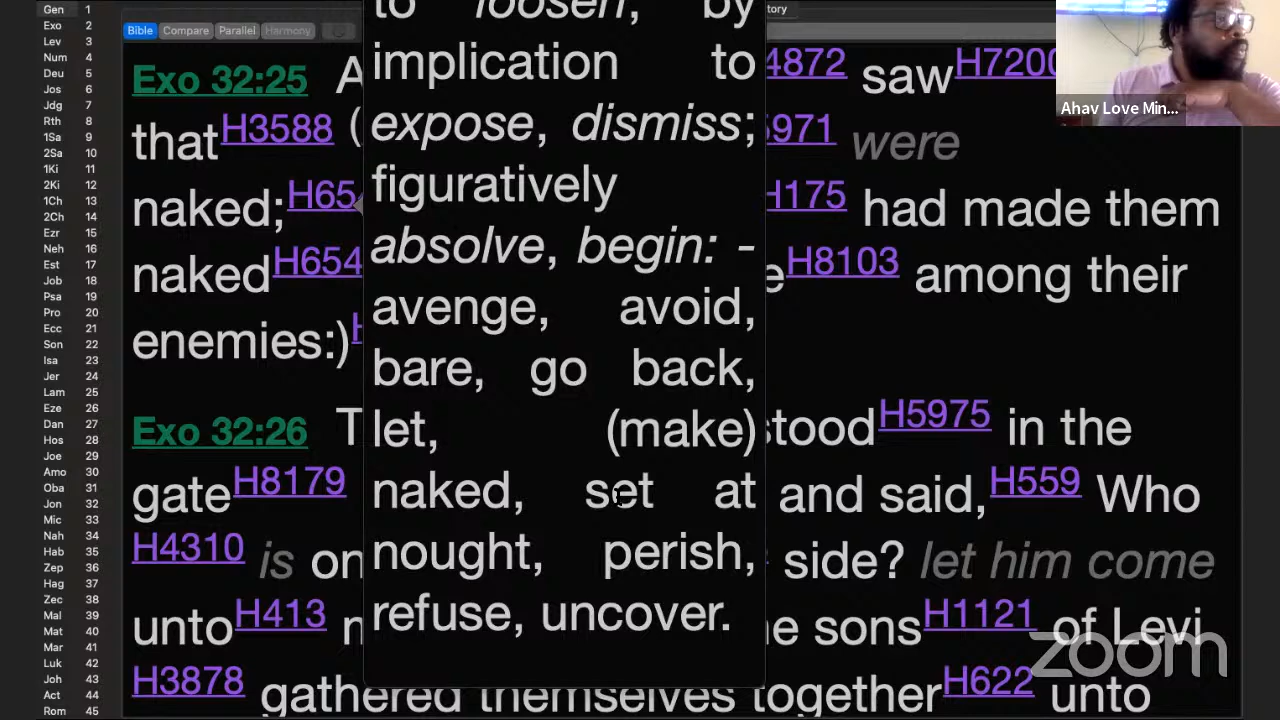 Gen 1
Exo 2
Lev 3
Num 4
Deu 5
Jos 6
Jdg 7
Rth 8
1Sa 9
2Sa 10
1Ki 11
2Ki 12
1Ch 13
2Ch 14
Ezr 15
Neh 16
Est 17
Job 18
Psa 19
Pro 20
Ecc 21
Son 22
Isa 23
Jer 24
Lam 25
Eze 26
Dan 27
Hos 28
Joe 29
Amo 30
Oba 31
Jon 32
Mic 33
Nah 34
Hab 35
Zep 36
Hag 37
Zec 38
Mal 39
Mat 40
Mar 41
Luk 42
Joh 43
Act 44
Rom 45
Bible Compare Parallel Harmony
tory
Exo 32:25 A 4872 saw H7200
that H3588 ( 5971 were
naked; H65 H175 had made them
naked H654 e H8103 among their
enemies:) H
Exo 32:26 T stood H5975 in the
gate H8179 and said, H559 Who
H4310 is on side? let him come
unto H413 m e sons H1121 of Levi
H3878 gathered themselves together H622 unto
to loosen, by
implication to
expose, dismiss;
figuratively
absolve, begin: -
avenge, avoid,
bare, go back,
let, (make)
naked, set at
nought, perish,
refuse, uncover.
Ahav Love Min...
zoom